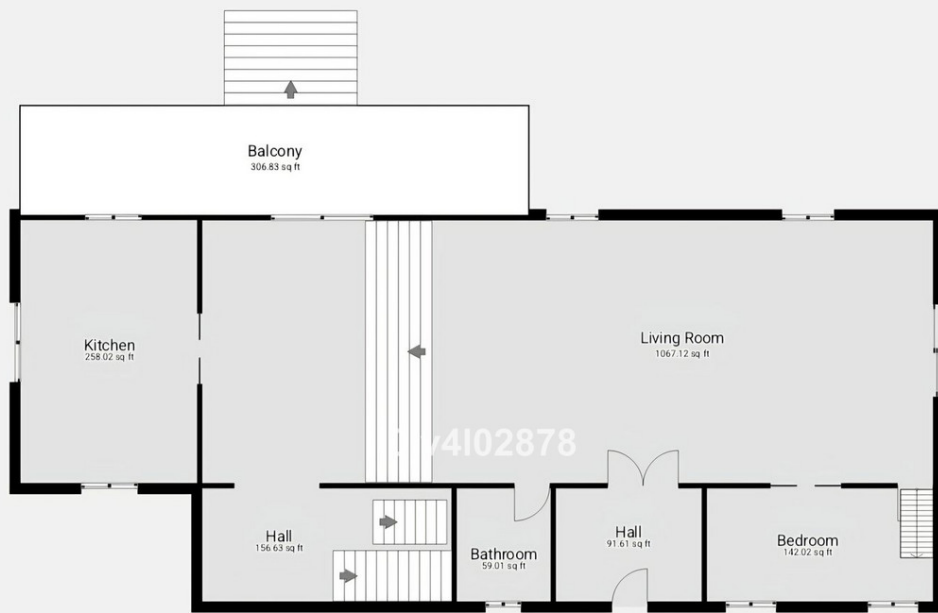 Balcony
306.83 sq ft
Kitchen
258.02 sq ft
Living Room
1067.12 sq ft
Hall
156.63 sq ft
Bathroom
59.01 sq ft
Hall
91.61 sq ft
Bedroom
142.02 sq ft